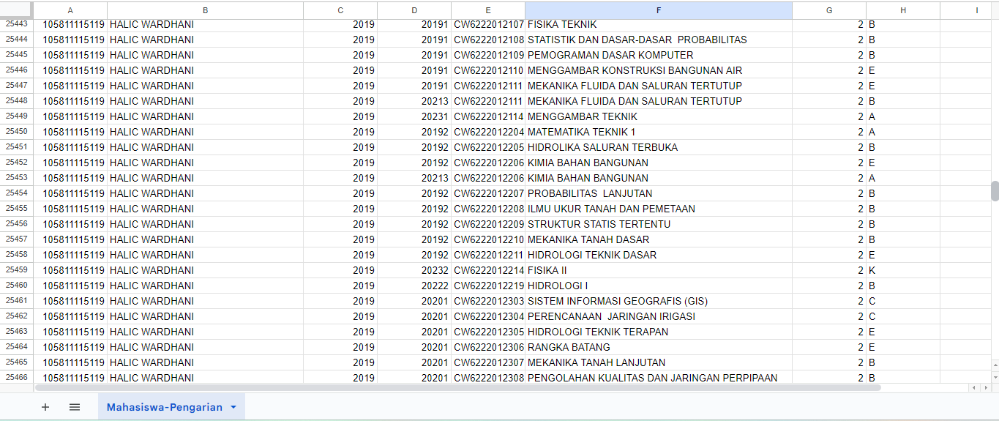 A B C D E F G H I
25443 105811115119 HALIC WARDHANI 2019 20191 CW6222012107 FISIKA TEKNIK 2 B
25444 105811115119 HALIC WARDHANI 2019 20191 CW6222012108 STATISTIK DAN DASAR-DASAR  PROBABILITAS 2 B
25445 105811115119 HALIC WARDHANI 2019 20191 CW6222012109 PEMOGRAMAN DASAR KOMPUTER 2 B
25446 105811115119 HALIC WARDHANI 2019 20191 CW6222012110 MENGGAMBAR KONSTRUKSI BANGUNAN AIR 2 E
25447 105811115119 HALIC WARDHANI 2019 20191 CW6222012111 MEKANIKA FLUIDA DAN SALURAN TERTUTUP 2 E
25448 105811115119 HALIC WARDHANI 2019 20213 CW6222012111 MEKANIKA FLUIDA DAN SALURAN TERTUTUP 2 B
25449 105811115119 HALIC WARDHANI 2019 20231 CW6222012114 MENGGAMBAR TEKNIK 2 A
25450 105811115119 HALIC WARDHANI 2019 20192 CW6222012204 MATEMATIKA TEKNIK 1 2 A
25451 105811115119 HALIC WARDHANI 2019 20192 CW6222012205 HIDROLIKA SALURAN TERBUKA 2 B
25452 105811115119 HALIC WARDHANI 2019 20192 CW6222012206 KIMIA BAHAN BANGUNAN 2 E
25453 105811115119 HALIC WARDHANI 2019 20213 CW6222012206 KIMIA BAHAN BANGUNAN 2 A
25454 105811115119 HALIC WARDHANI 2019 20192 CW6222012207 PROBABILITAS  LANJUTAN 2 B
25455 105811115119 HALIC WARDHANI 2019 20192 CW6222012208 ILMU UKUR TANAH DAN PEMETAAN 2 B
25456 105811115119 HALIC WARDHANI 2019 20192 CW6222012209 STRUKTUR STATIS TERTENTU 2 B
25457 105811115119 HALIC WARDHANI 2019 20192 CW6222012210 MEKANIKA TANAH DASAR 2 B
25458 105811115119 HALIC WARDHANI 2019 20192 CW6222012211 HIDROLOGI TEKNIK DASAR 2 E
25459 105811115119 HALIC WARDHANI 2019 20232 CW6222012214 FISIKA II 2 K
25460 105811115119 HALIC WARDHANI 2019 20222 CW6222012219 HIDROLOGI I 2 B
25461 105811115119 HALIC WARDHANI 2019 20201 CW6222012303 SISTEM INFORMASI GEOGRAFIS (GIS) 2 C
25462 105811115119 HALIC WARDHANI 2019 20201 CW6222012304 PERENCANAAN  JARINGAN IRIGASI 2 C
25463 105811115119 HALIC WARDHANI 2019 20201 CW6222012305 HIDROLOGI TEKNIK TERAPAN 2 E
25464 105811115119 HALIC WARDHANI 2019 20201 CW6222012306 RANGKA BATANG 2 E
25465 105811115119 HALIC WARDHANI 2019 20201 CW6222012307 MEKANIKA TANAH LANJUTAN 2 B
25466 105811115119 HALIC WARDHANI 2019 20201 CW6222012308 PENGOLAHAN KUALITAS DAN JARINGAN PERPIPAAN 2 B
Mahasiswa-Pengarian